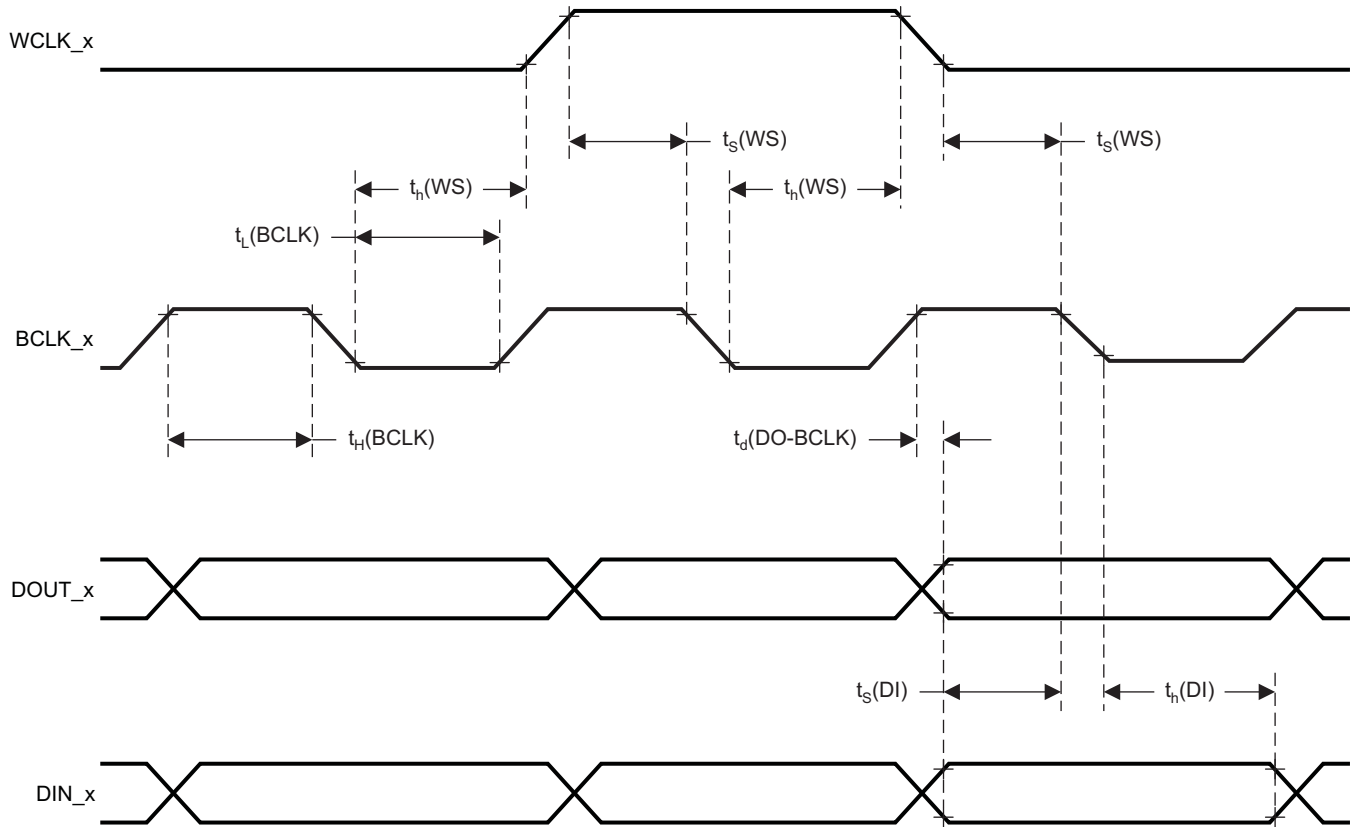 WCLK_x
t_S(WS)
t_S(WS)
t_h(WS)
t_h(WS)
t_L(BCLK)
BCLK_x
t_H(BCLK)
t_d(DO-BCLK)
DOUT_x
t_S(DI)
t_h(DI)
DIN_x